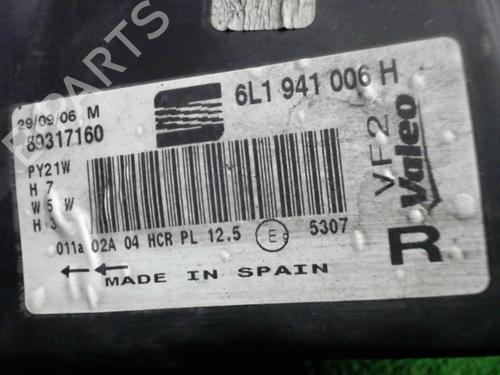 29/09/06 M
89317160
6L1 941 006 H
PY21W
H 7
W 5 W
H 3
VF2
Valeo
R
011a 02A 04 HCR PL 12.5 E 5307
MADE IN SPAIN